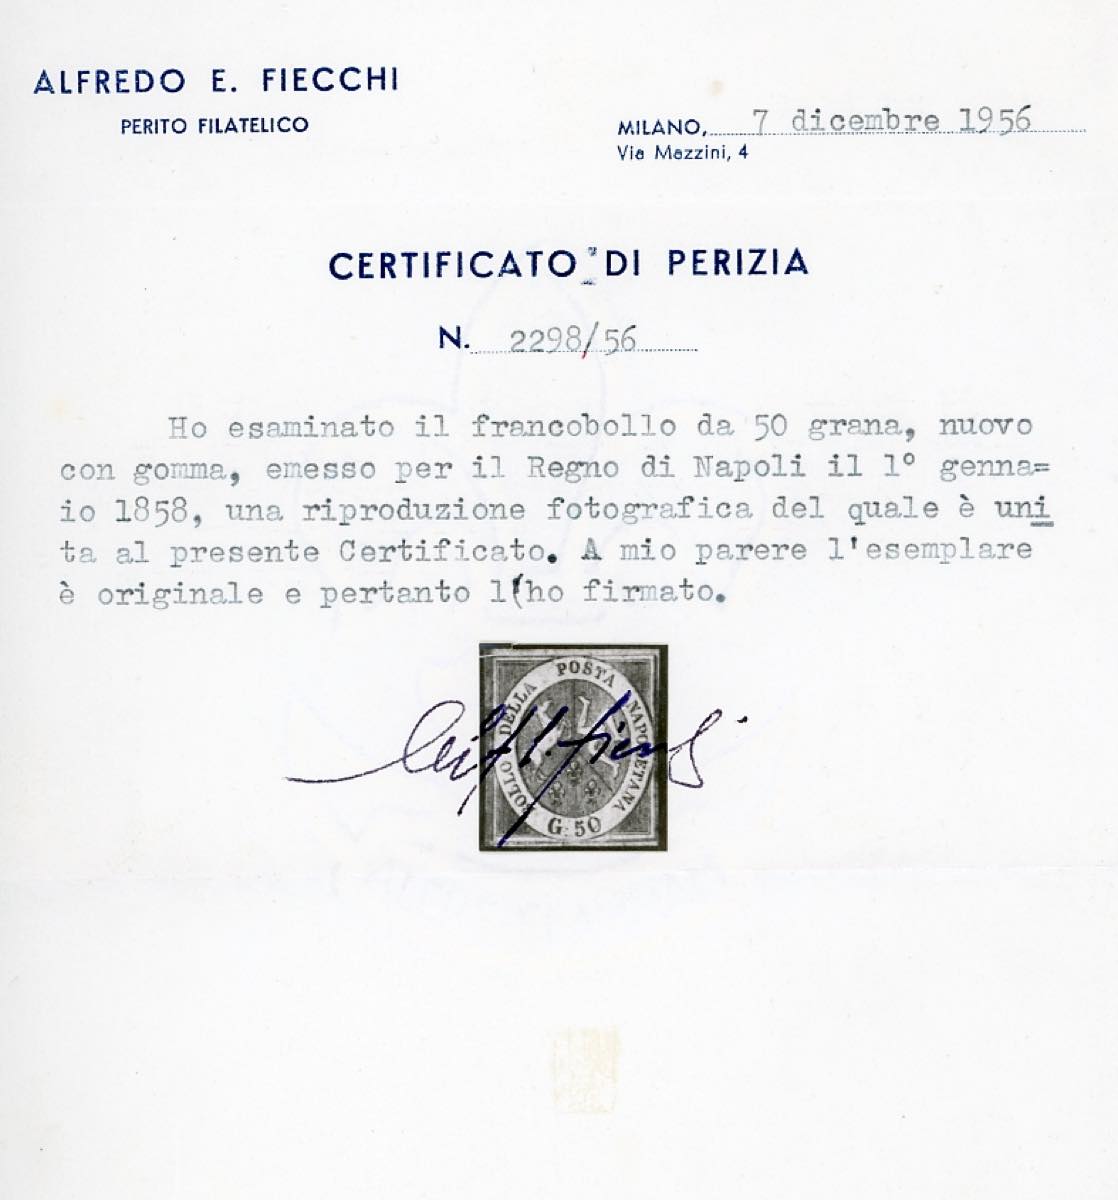 ALFREDO E. FIECCHI
PERITO FILATELICO
MILANO, 7 dicembre 1956
Via Mazzini, 4
CERTIFICATO DI PERIZIA
N. 2298/56
Ho esaminato il francobollo da 50 grana, nuovo
con gomma, emesso per il Regno di Napoli il 1° genna=
io 1858, una riproduzione fotografica del quale è uni
ta al presente Certificato. A mio parere l'esemplare
è originale e pertanto l(ho firmato.
BOLLO DELLA POSTA NAPOLETANA
G. 50